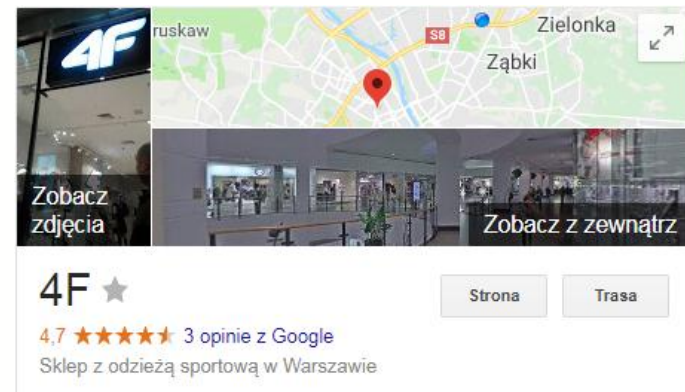 4F
ruskaw
S8
Zielonka
Ząbki
Zobacz
zdjęcia
Zobacz z zewnątrz
4F
Strona
Trasa
4,7 3 opinie z Google
Sklep z odzieżą sportową w Warszawie